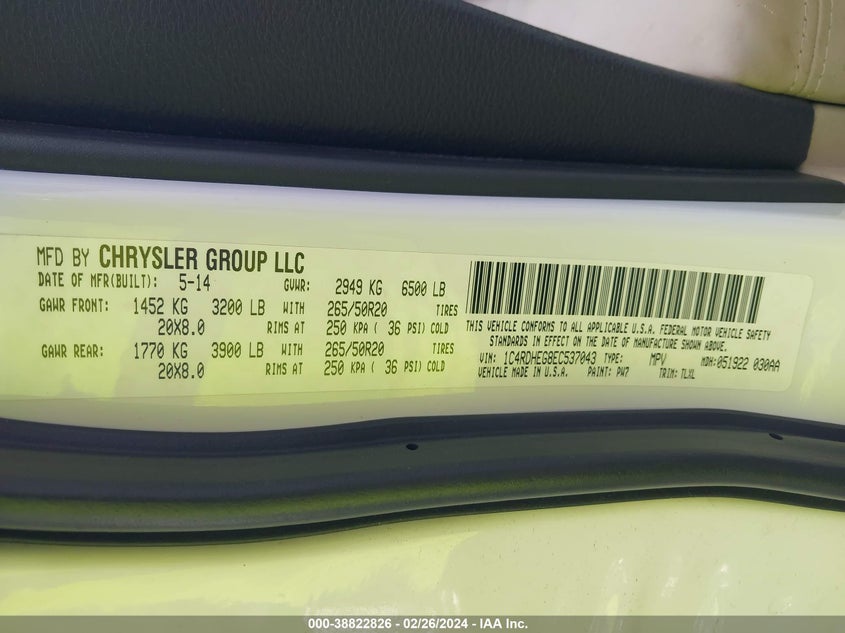 MFD BY CHRYSLER GROUP LLC
DATE OF MFR(BUILT): 5-14 GVWR: 2949 KG 6500 LB
GAWR FRONT: 1452 KG 3200 LB WITH 265/50R20 TIRES
20X8.0 RIMS AT 250 KPA ( 36 PSI) COLD
GAWR REAR: 1770 KG 3900 LB WITH 265/50R20 TIRES
20X8.0 RIMS AT 250 KPA ( 36 PSI) COLD
THIS VEHICLE CONFORMS TO ALL APPLICABLE U.S.A. FEDERAL MOTOR VEHICLE SAFETY
STANDARDS IN EFFECT ON THE DATE OF MANUFACTURE SHOWN ABOVE.
VIN: 1C4RDHEG8EC537043 TYPE: MPV MDH: 051922 030AA
VEHICLE MADE IN U.S.A. PAINT: PW7 TRIM: TLXL
000-38822826 - 02/26/2024 - IAA Inc.